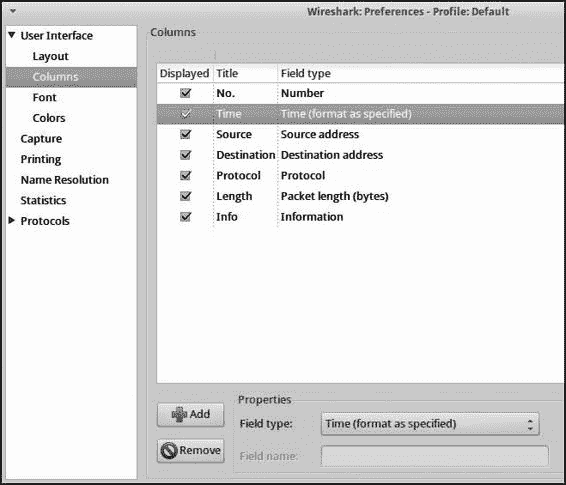 Wireshark: Preferences - Profile: Default
User Interface
Layout
Columns
Font
Colors
Capture
Printing
Name Resolution
Statistics
Protocols
Columns
Displayed Title Field type
No. Number
Time Time (format as specified)
Source Source address
Destination Destination address
Protocol Protocol
Length Packet length (bytes)
Info Information
Add
Remove
Properties
Field type: Time (format as specified)
Field name: